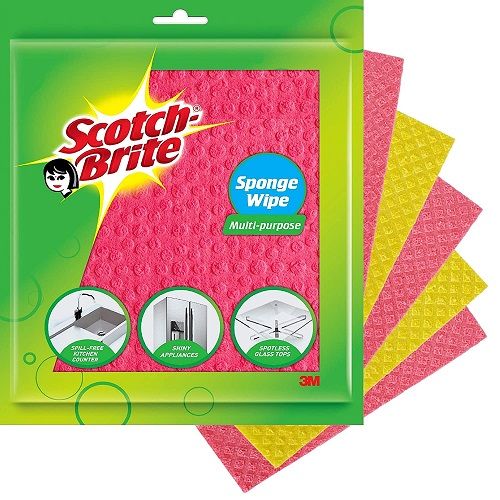 Scotch-
Brite
Sponge
Wipe
Multi-purpose
SPILL-FREE
KITCHEN
COUNTER
SHINY
APPLIANCES
SPOTLESS
GLASS TOPS
3M